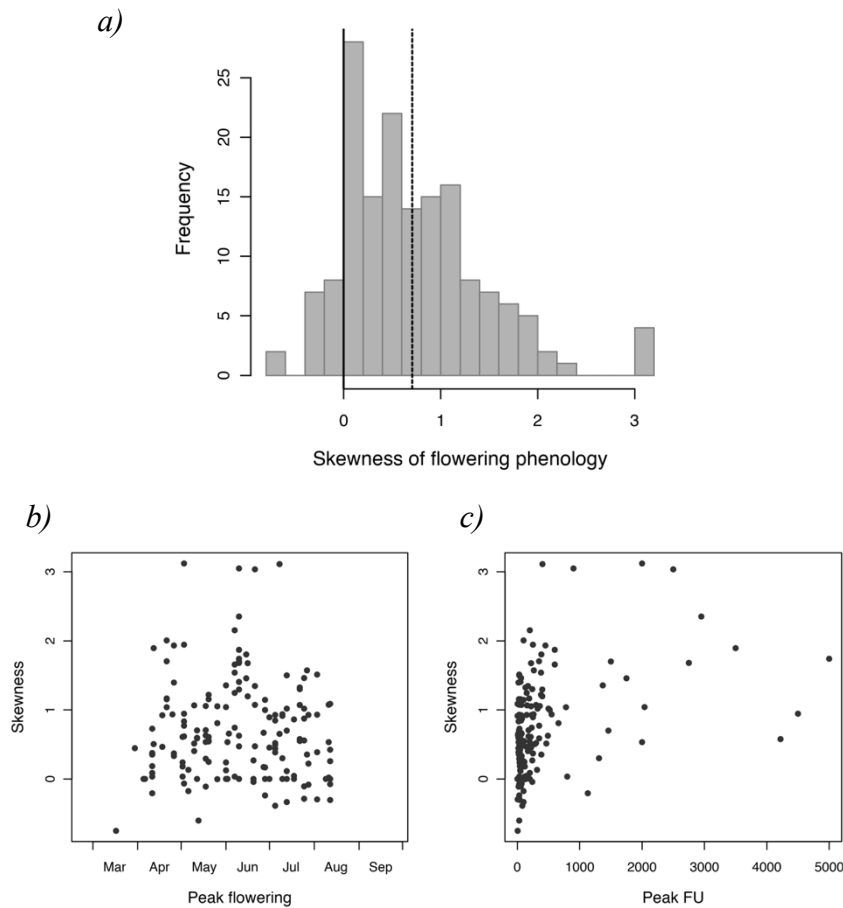 a)
25
20
15
10
5
0
Frequency
0 1 2 3
Skewness of flowering phenology
b)
3
2
1
0
Skewness
Mar Apr May Jun Jul Aug Sep
Peak flowering
c)
3
2
1
0
Skewness
0 1000 2000 3000 4000 5000
Peak FU